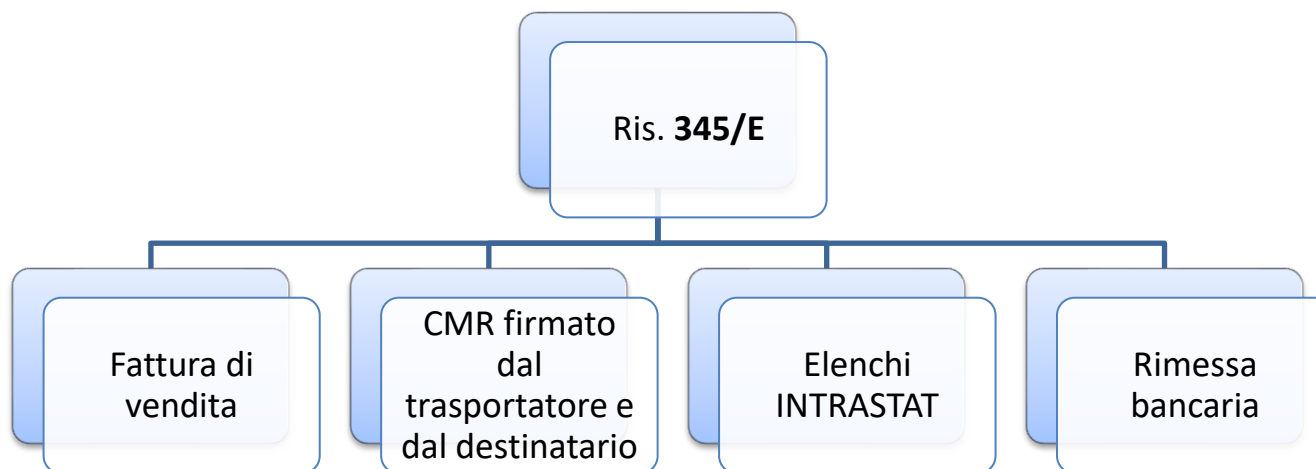 Ris. 345/E
Fattura di
vendita
CMR firmato
dal
trasportatore e
dal destinatario
Elenchi
INTRASTAT
Rimessa
bancaria